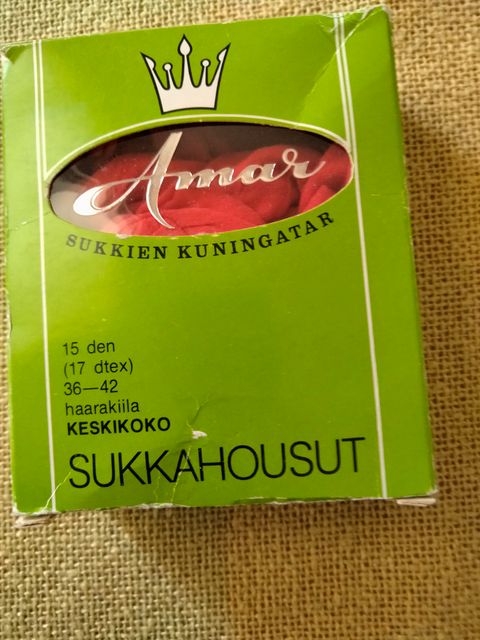 Amar
SUKKIEN KUNINGATAR
15 den
(17 dtex)
36—42
haarakiila
KESKIKOKO
SUKKAHOUSUT